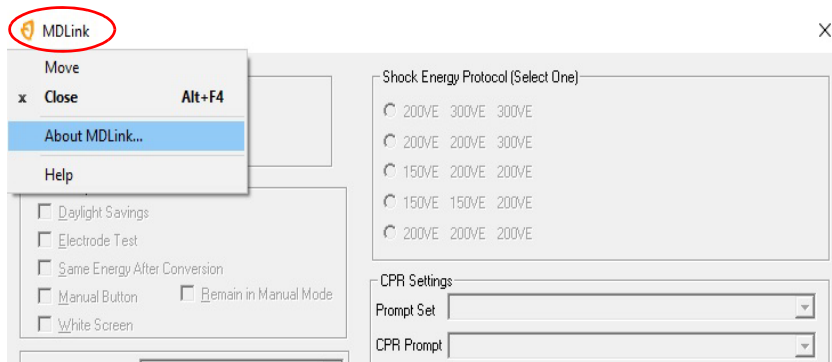 MDLink
X
Move
x Close Alt+F4
About MDLink...
Help
Shock Energy Protocol (Select One)
200VE 300VE 300VE
200VE 200VE 300VE
150VE 200VE 200VE
150VE 150VE 200VE
200VE 200VE 200VE
Daylight Savings
Electrode Test
Same Energy After Conversion
Manual Button Remain in Manual Mode
White Screen
CPR Settings
Prompt Set
CPR Prompt